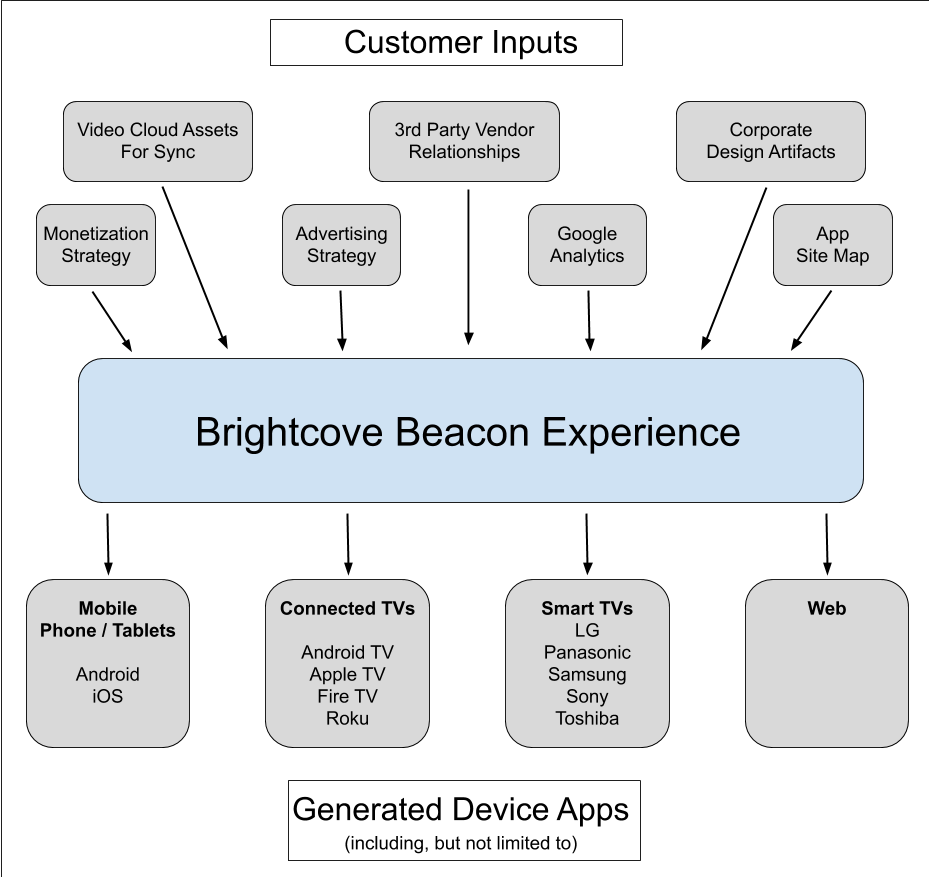 Customer Inputs
Video Cloud Assets
For Sync
3rd Party Vendor
Relationships
Corporate
Design Artifacts
Monetization
Strategy
Advertising
Strategy
Google
Analytics
App
Site Map
Brightcove Beacon Experience
Mobile
Phone / Tablets
Android
iOS
Connected TVs
Android TV
Apple TV
Fire TV
Roku
Smart TVs
LG
Panasonic
Samsung
Sony
Toshiba
Web
Generated Device Apps
(including, but not limited to)